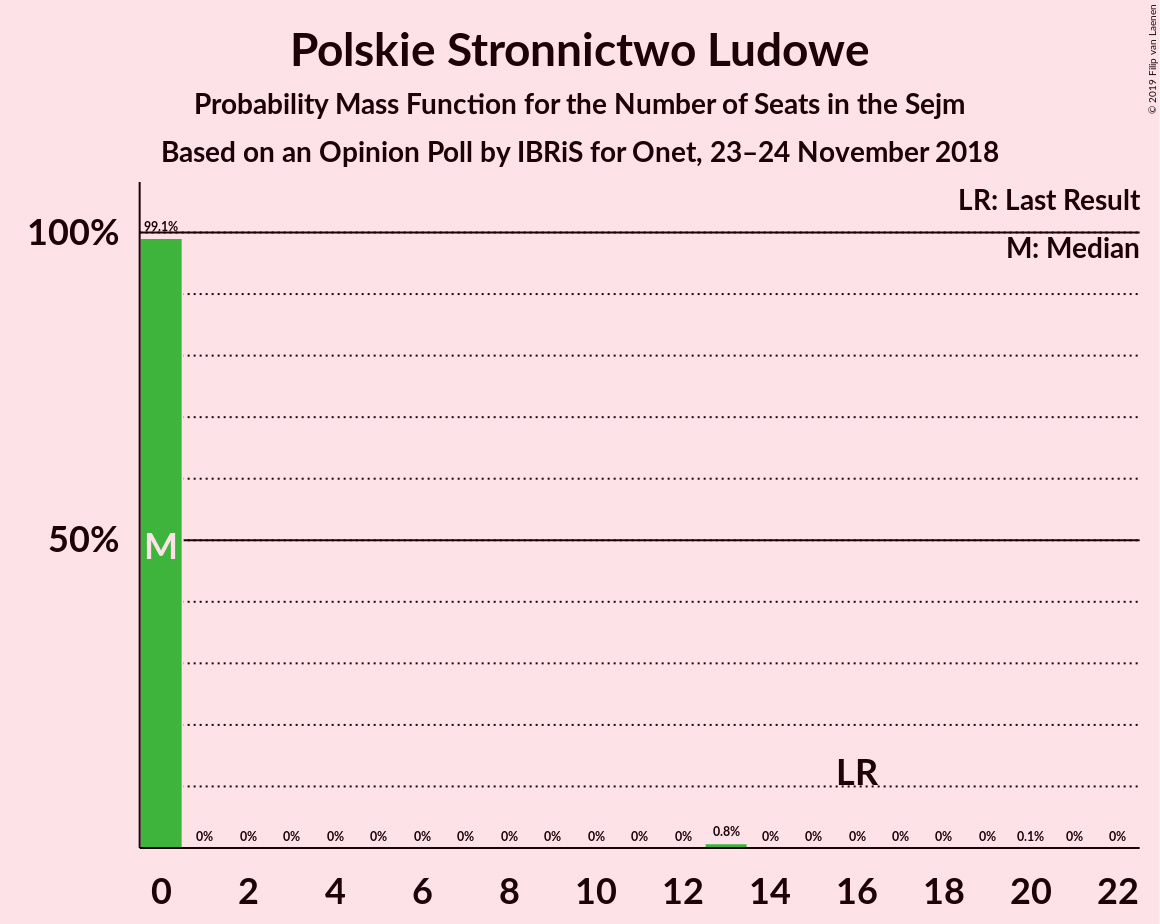 Polskie Stronnictwo Ludowe
Probability Mass Function for the Number of Seats in the Sejm
Based on an Opinion Poll by IBRiS for Onet, 23–24 November 2018
© 2019 Filip van Laenen
LR: Last Result
M: Median
100%
50%
99.1%
M
LR
0% 0% 0% 0% 0% 0% 0% 0% 0% 0% 0% 0% 0.8% 0% 0% 0% 0% 0% 0% 0.1% 0% 0%
0 2 4 6 8 10 12 14 16 18 20 22